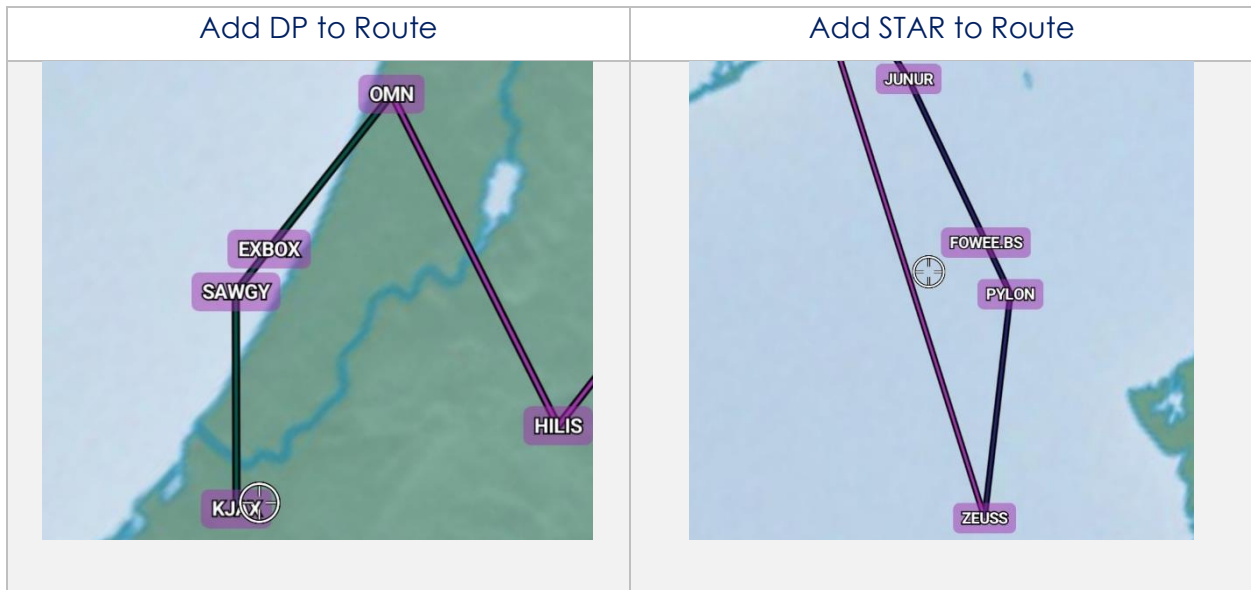 Add DP to Route
Add STAR to Route
OMN
EXBOX
SAWGY
HILIS
KJAX
JUNUR
FOWEE.BS
PYLON
ZEUSS